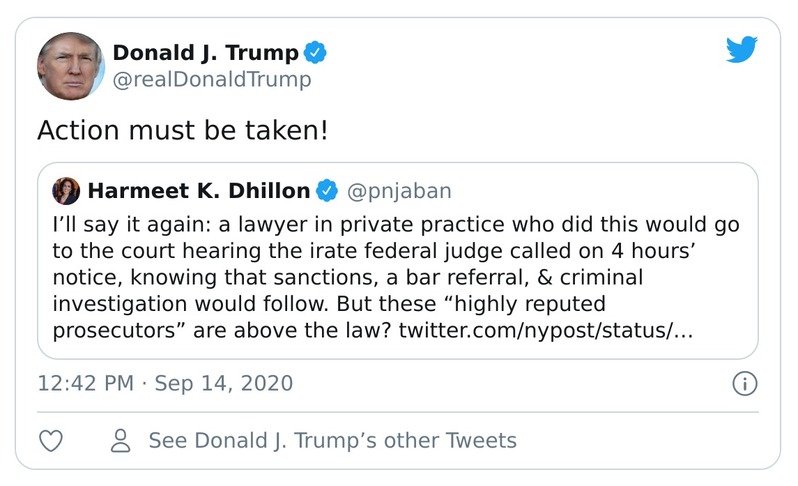 Donald J. Trump
@realDonaldTrump
Action must be taken!
Harmeet K. Dhillon @pnjaban
I’ll say it again: a lawyer in private practice who did this would go
to the court hearing the irate federal judge called on 4 hours’
notice, knowing that sanctions, a bar referral, & criminal
investigation would follow. But these “highly reputed
prosecutors” are above the law? twitter.com/nypost/status/…
12:42 PM · Sep 14, 2020
See Donald J. Trump’s other Tweets